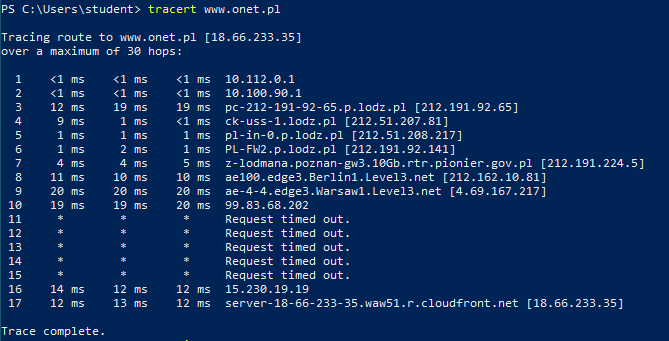 PS C:\Users\student> tracert www.onet.pl
Tracing route to www.onet.pl [18.66.233.35]
over a maximum of 30 hops:
1 <1 ms <1 ms <1 ms 10.112.0.1
2 <1 ms <1 ms <1 ms 10.100.90.1
3 12 ms 19 ms 19 ms pc-212-191-92-65.p.lodz.pl [212.191.92.65]
4 9 ms 1 ms <1 ms ck-uss-1.lodz.pl [212.51.207.81]
5 1 ms 1 ms 1 ms pl-in-0.p.lodz.pl [212.51.208.217]
6 1 ms 2 ms 1 ms PL-FW2.p.lodz.pl [212.191.92.141]
7 4 ms 4 ms 5 ms z-lodmana.poznan-gw3.10Gb.rtr.pionier.gov.pl [212.191.224.5]
8 11 ms 10 ms 10 ms ae100.edge3.Berlin1.Level3.net [212.162.10.81]
9 20 ms 20 ms 20 ms ae-4-4.edge3.Warsaw1.Level3.net [4.69.167.217]
10 19 ms 19 ms 20 ms 99.83.68.202
11 * * * Request timed out.
12 * * * Request timed out.
13 * * * Request timed out.
14 * * * Request timed out.
15 * * * Request timed out.
16 14 ms 12 ms 12 ms 15.230.19.19
17 12 ms 13 ms 12 ms server-18-66-233-35.waw51.r.cloudfront.net [18.66.233.35]
Trace complete.